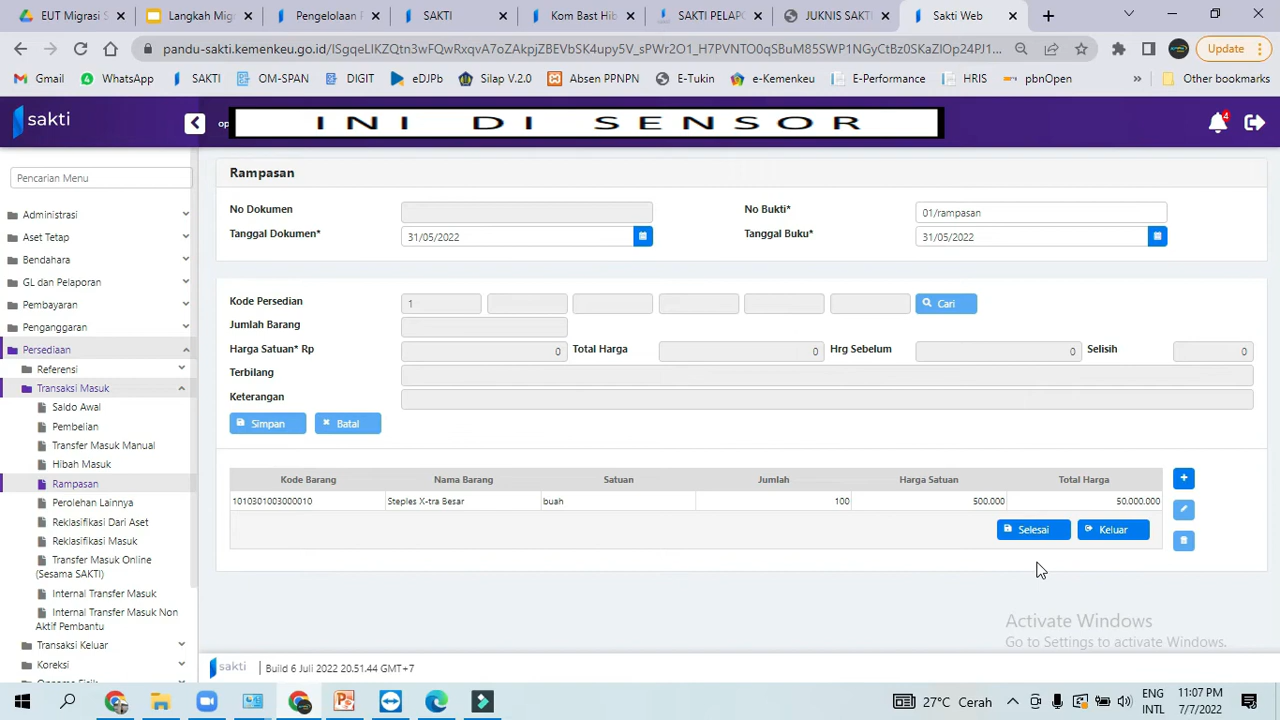 EUT Migrasi S
Langkah Migr
Pengelolaan F
SAKTI
Kom Bast Hib
SAKTI PELAPO
JUKNIS SAKTI
Sakti Web
pandu-sakti.kemenkeu.go.id/
Update
Gmail
WhatsApp
SAKTI
OM-SPAN
DIGIT
eDJPb
Silap V.2.0
Absen PPNPN
E-Tukin
e-Kemenkeu
E-Performance
HRIS
pbnOpen
»
Other bookmarks
sakti
op
INI DI SENSOR
4
Pencarian Menu
Administrasi
Aset Tetap
Bendahara
GL dan Pelaporan
Pembayaran
Penganggaran
Persediaan
Referensi
Transaksi Masuk
Saldo Awal
Pembelian
Transfer Masuk Manual
Hibah Masuk
Rampasan
Perolehan Lainnya
Reklasifikasi Dari Aset
Reklasifikasi Masuk
Transfer Masuk Online
(Sesama SAKTI)
Internal Transfer Masuk
Internal Transfer Masuk Non
Aktif Pembantu
Transaksi Keluar
Koreksi
Rampasan
No Dokumen
No Bukti* 01/rampasan
Tanggal Dokumen* 31/05/2022
Tanggal Buku* 31/05/2022
Kode Persedian 1 Cari
Jumlah Barang
Harga Satuan* Rp 0 Total Harga 0 Hrg Sebelum 0 Selisih 0
Terbilang
Keterangan
Simpan Batal
Kode Barang Nama Barang Satuan Jumlah Harga Satuan Total Harga
1010301003000010 Steples X-tra Besar buah 100 500.000 50.000.000
Selesai Keluar
Activate Windows
Go to Settings to activate Windows.
sakti Build 6 Juli 2022 20.51.44 GMT+7
27°C Cerah
ENG
INTL
11:07 PM
7/7/2022